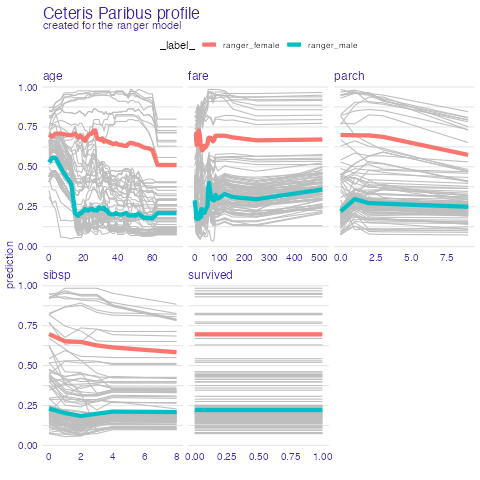 Ceteris Paribus profile
created for the ranger model
_label_ ranger_female ranger_male
age fare parch
1.00
0.75
0.50
0.25
0.00
0 20 40 60 0 100 200 300 400 500 0.0 2.5 5.0 7.5
prediction
sibsp survived
1.00
0.75
0.50
0.25
0.00
0 2 4 6 8 0.00 0.25 0.50 0.75 1.00